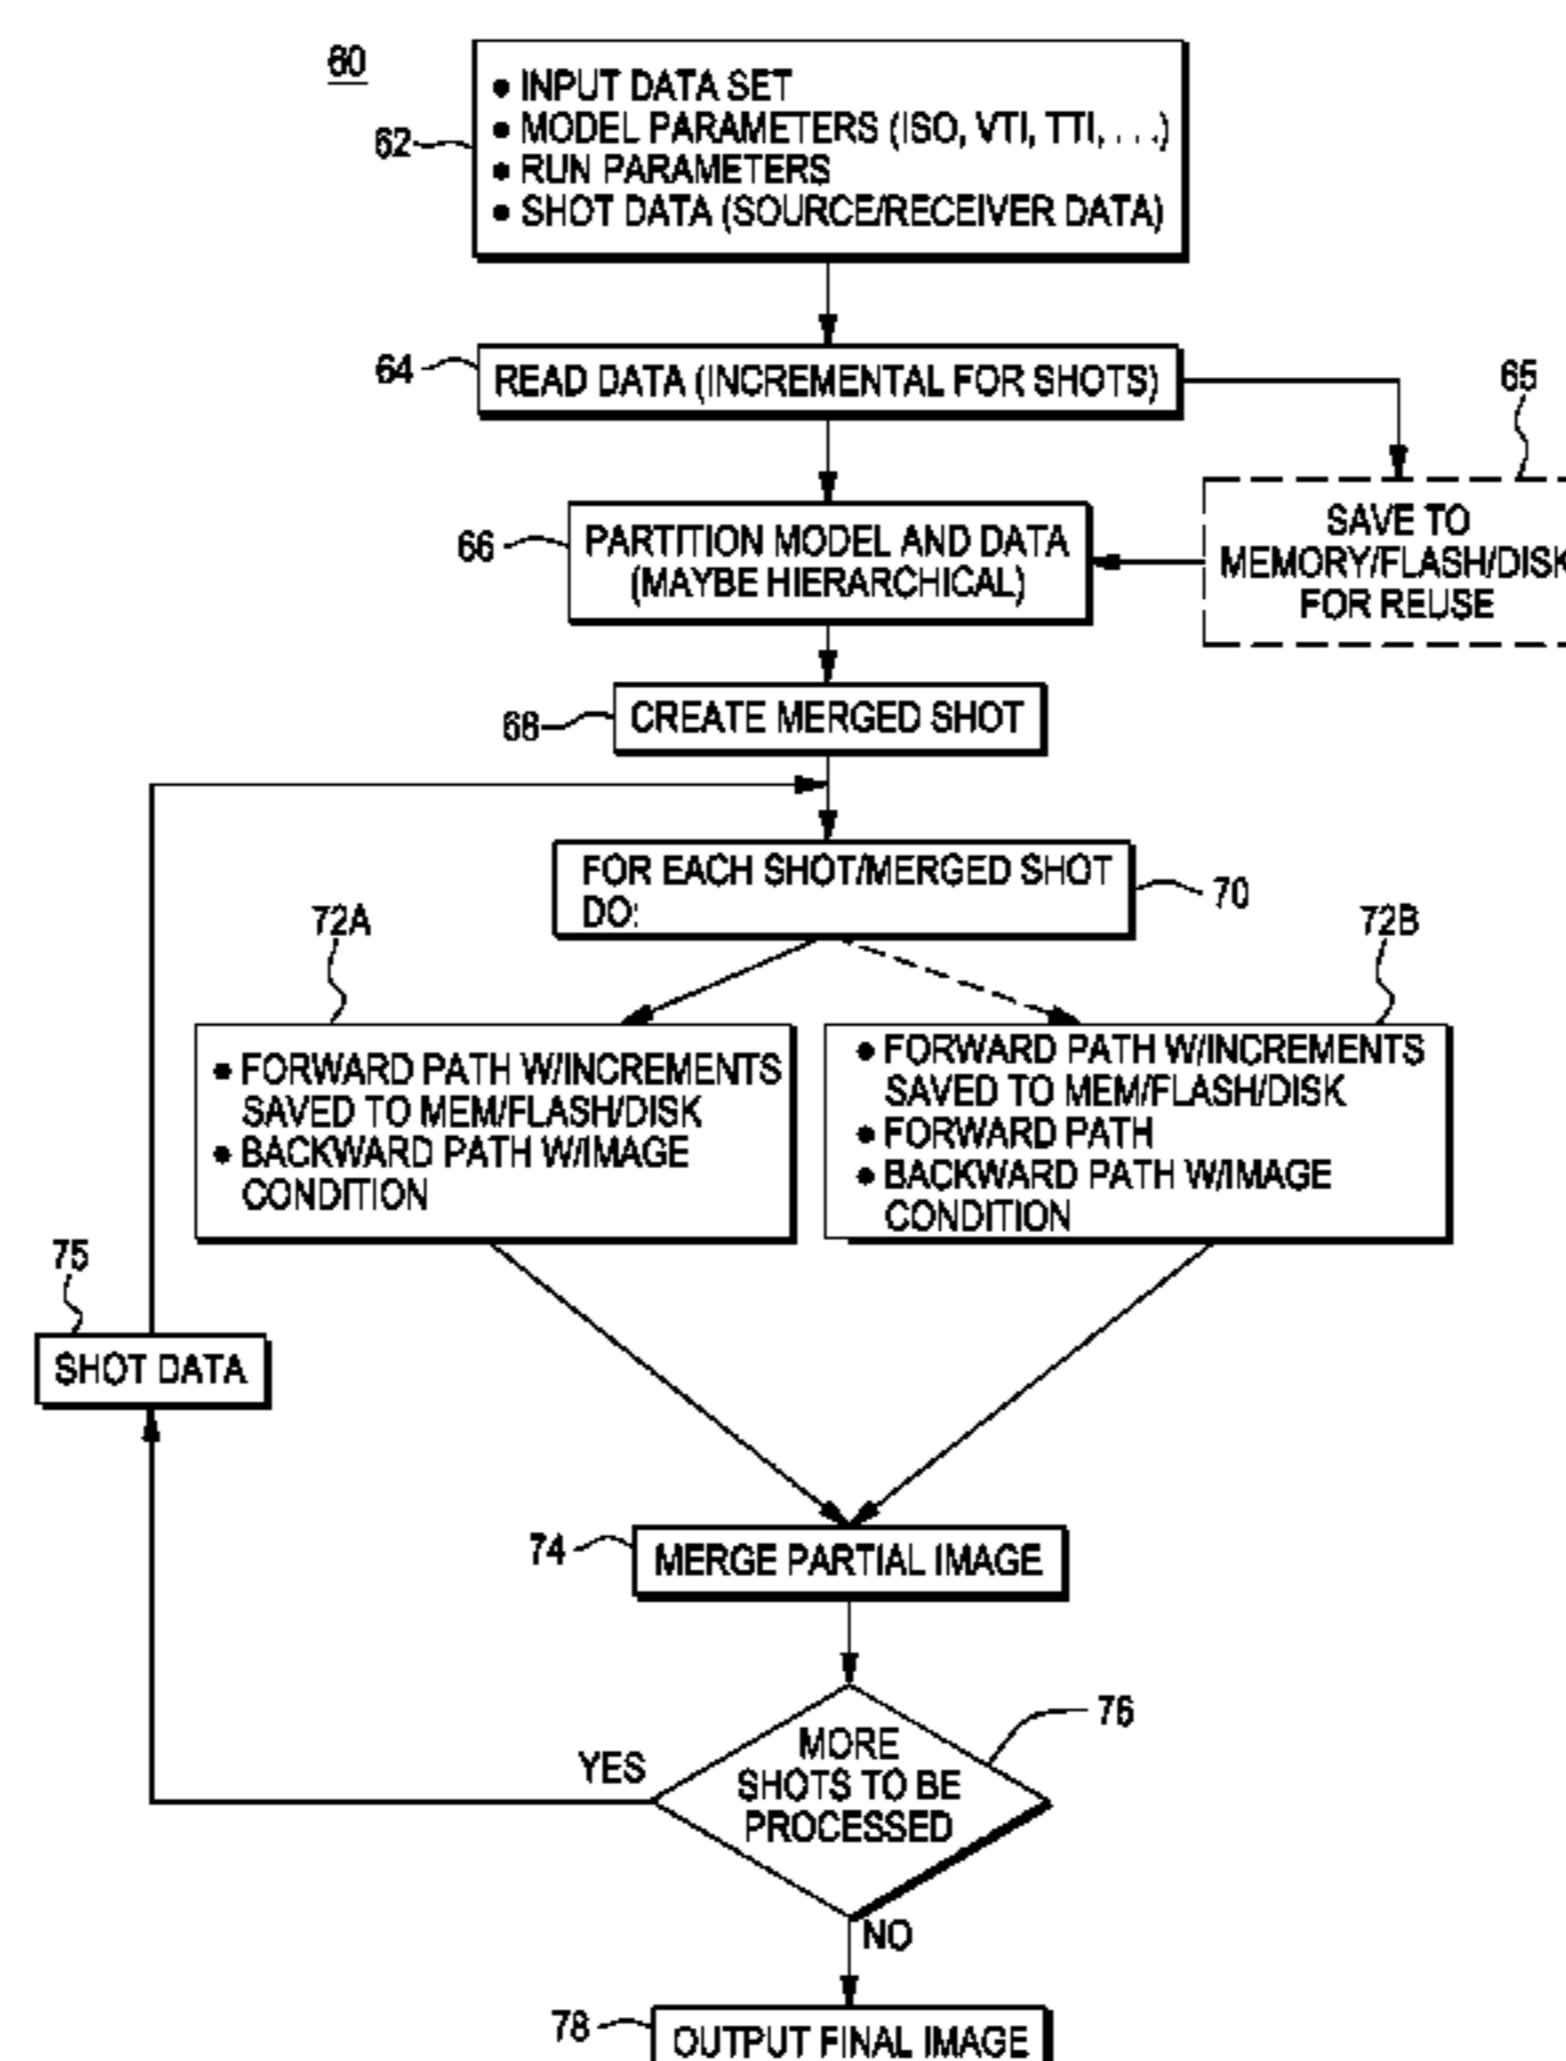 60
62
• INPUT DATA SET
• MODEL PARAMETERS (ISO, VTI, TTI, . . .)
• RUN PARAMETERS
• SHOT DATA (SOURCE/RECEIVER DATA)
64
READ DATA (INCREMENTAL FOR SHOTS)
65
SAVE TO
MEMORY/FLASH/DISK
FOR REUSE
66
PARTITION MODEL AND DATA
(MAYBE HIERARCHICAL)
68
CREATE MERGED SHOT
FOR EACH SHOT/MERGED SHOT
DO:
70
72A
• FORWARD PATH W/INCREMENTS
SAVED TO MEM/FLASH/DISK
• BACKWARD PATH W/IMAGE
CONDITION
72B
• FORWARD PATH W/INCREMENTS
SAVED TO MEM/FLASH/DISK
• FORWARD PATH
• BACKWARD PATH W/IMAGE
CONDITION
75
SHOT DATA
74
MERGE PARTIAL IMAGE
76
MORE
SHOTS TO BE
PROCESSED
YES
NO
78
OUTPUT FINAL IMAGE